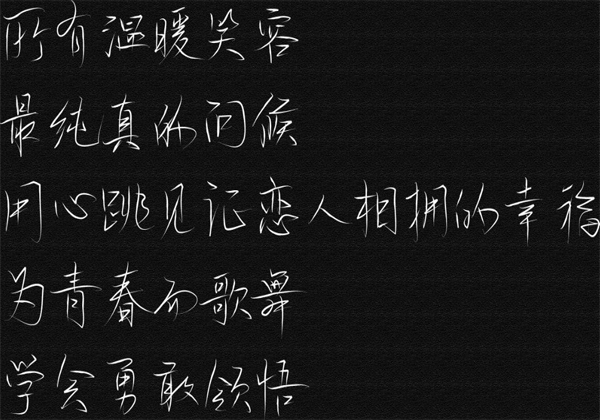 所有温暖笑容
最纯真的问候
用心跳见证恋人相拥的幸福
为青春而歌舞
学会勇敢领悟